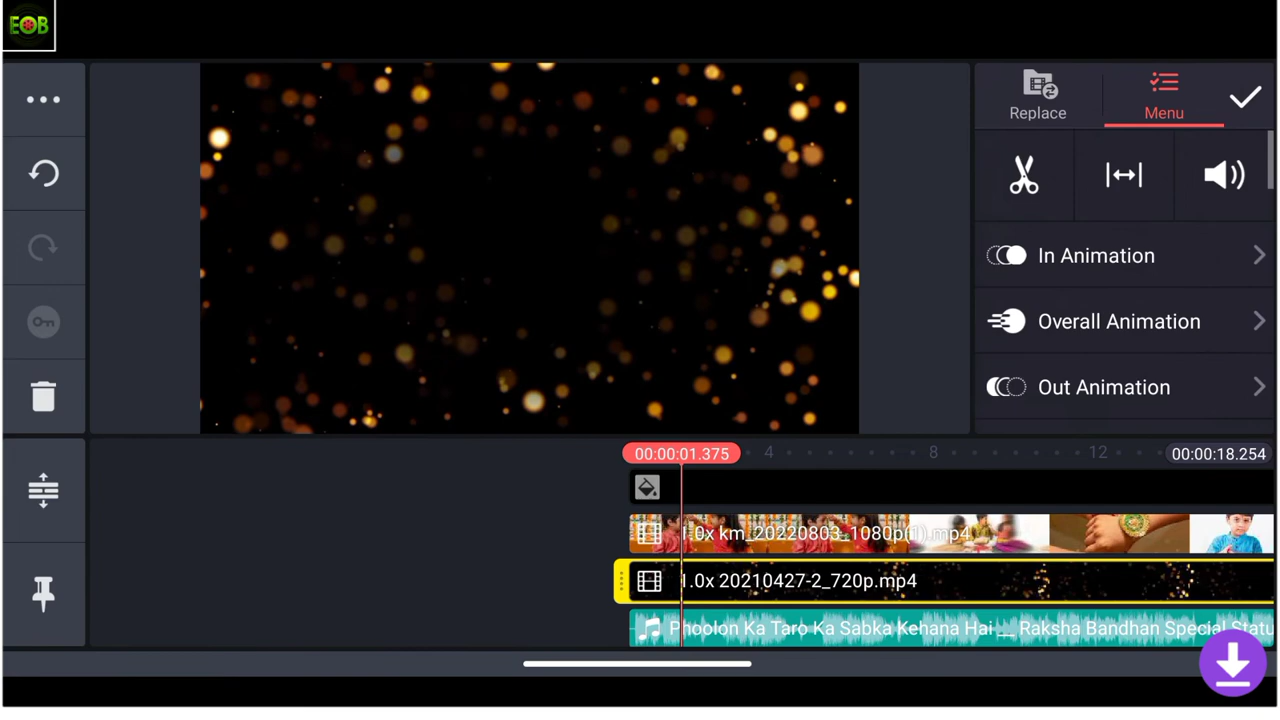 EOB
Replace
Menu
In Animation
Overall Animation
Out Animation
00:00:01.375
4
8
12
00:00:18.254
1.0x km_20220803_1080p(1).mp4
1.0x 20210427-2_720p.mp4
Phoolon Ka Taro Ka Sabka Kehana Hai __ Raksha Bandhan Special Statu